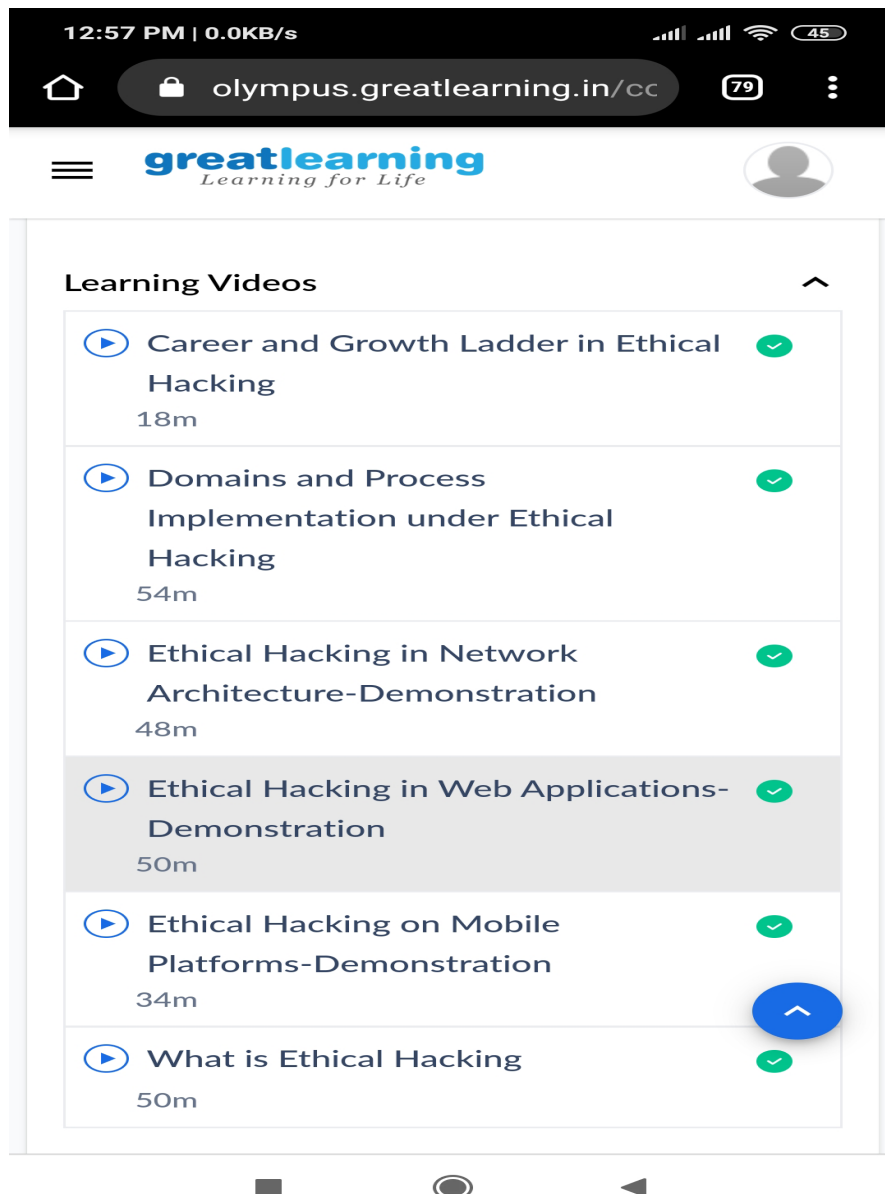 12:57 PM | 0.0KB/s
45
olympus.greatlearning.in/cc
79
greatlearning
Learning for Life
Learning Videos
Career and Growth Ladder in Ethical
Hacking
18m
Domains and Process
Implementation under Ethical
Hacking
54m
Ethical Hacking in Network
Architecture-Demonstration
48m
Ethical Hacking in Web Applications-
Demonstration
50m
Ethical Hacking on Mobile
Platforms-Demonstration
34m
What is Ethical Hacking
50m